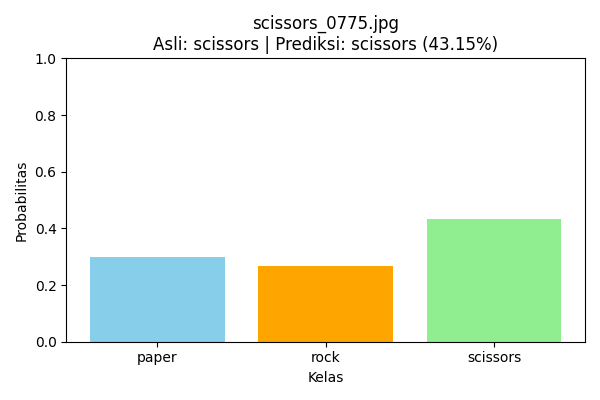 scissors_0775.jpg
Asli: scissors | Prediksi: scissors (43.15%)
1.0
0.8
0.6
0.4
0.2
0.0
Probabilitas
paper
rock
scissors
Kelas